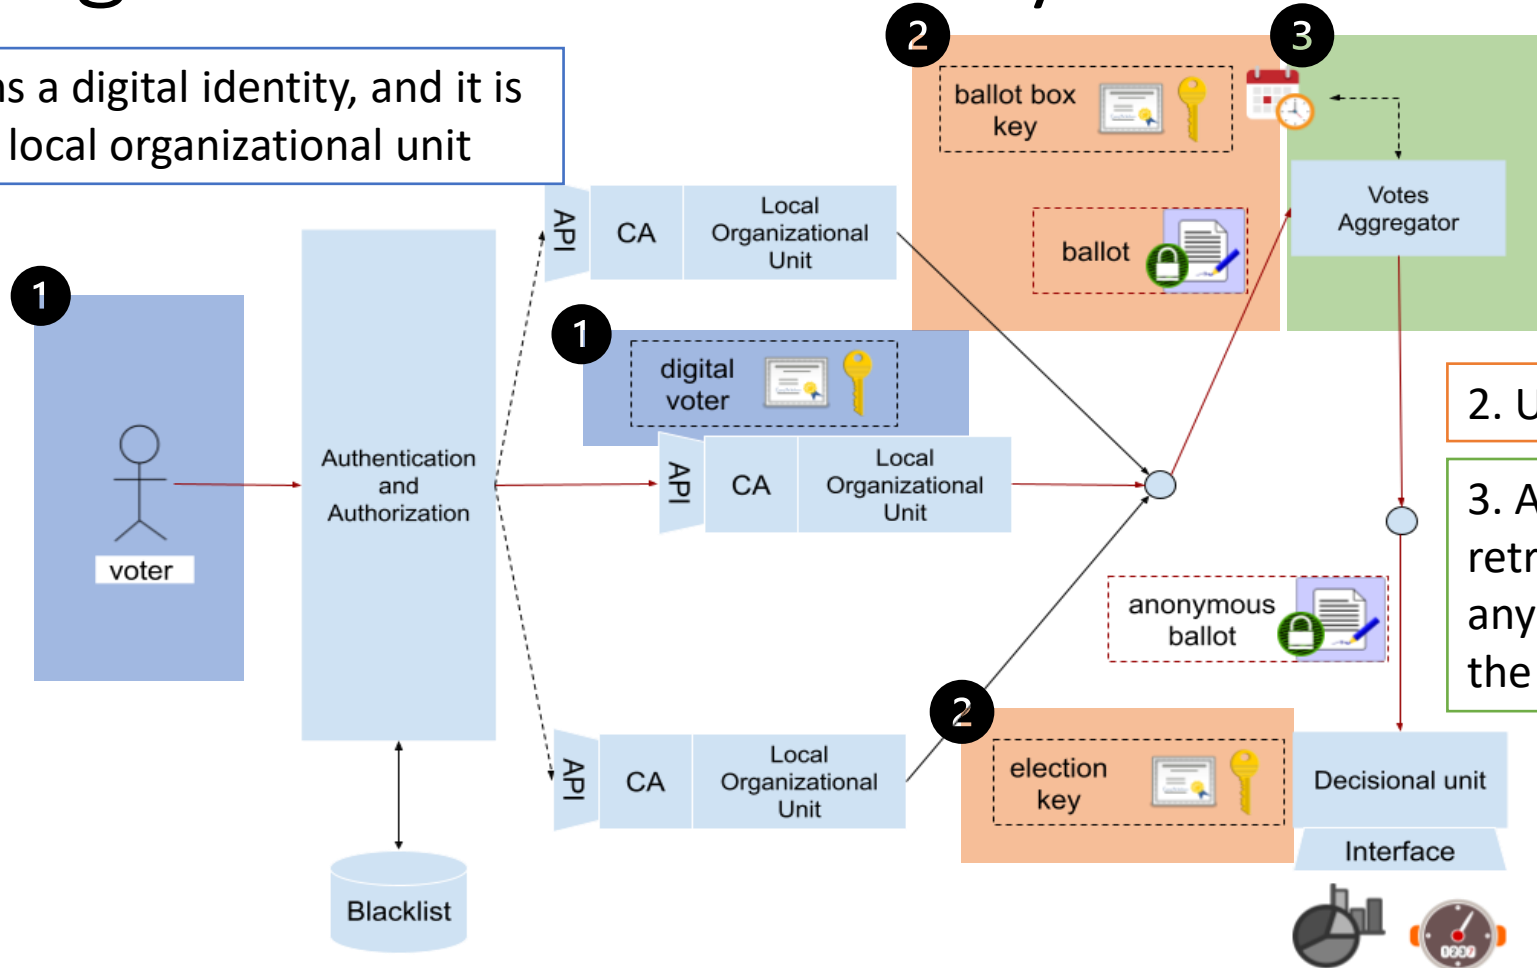 as a digital identity, and it is
local organizational unit
2
3
ballot box
key
API
CA
Local
Organizational
Unit
ballot
Votes
Aggregator
1
1
digital
voter
Authentication
and
Authorization
API
CA
Local
Organizational
Unit
voter
2. U
3. A
retr
any
the
anonymous
ballot
2
API
CA
Local
Organizational
Unit
election
key
Decisional unit
Interface
Blacklist
1237